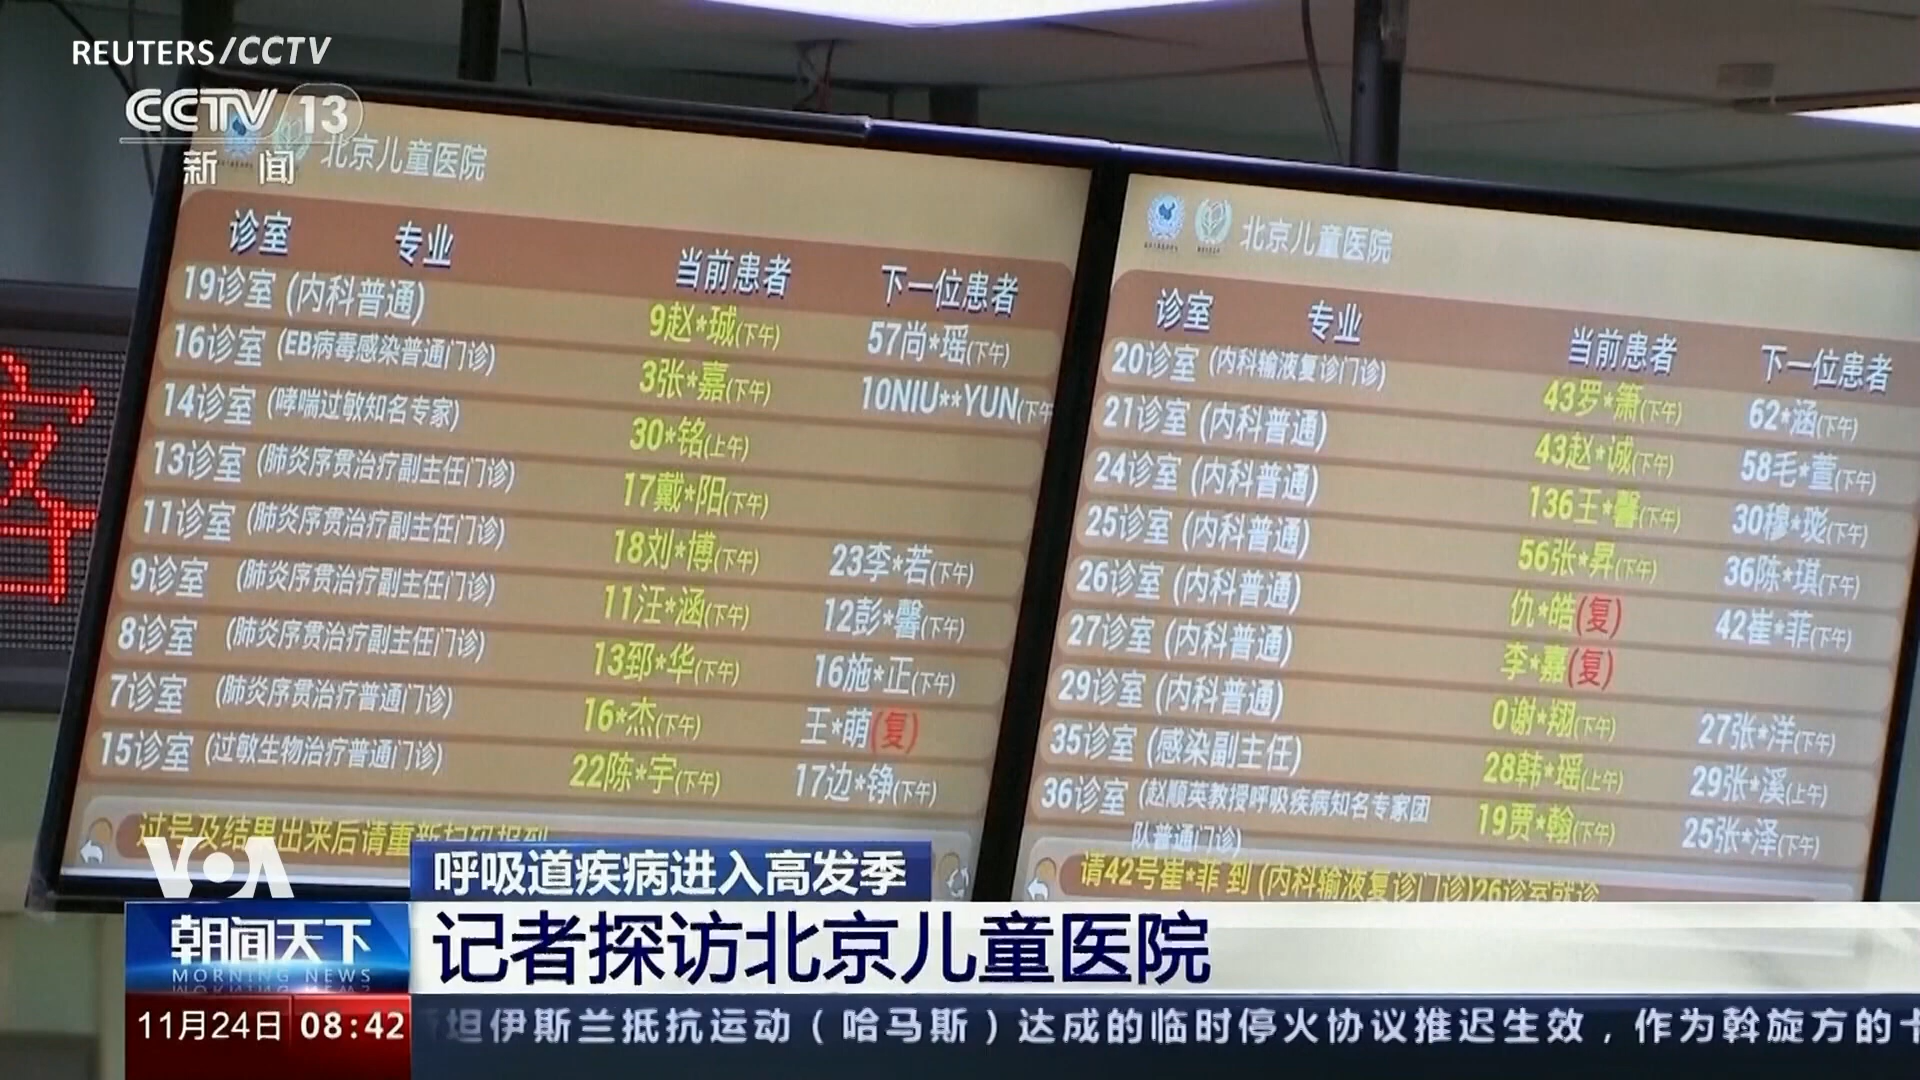 REUTERS/CCTV
CCTV 13
新闻
北京儿童医院
诊室 专业 当前患者 下一位患者
19诊室 (内科普通) 9赵*珹(下午) 57尚*瑶(下午)
16诊室 (EB病毒感染普通门诊) 3张*嘉(下午) 10NIU**YUN(下午
14诊室 (哮喘过敏知名专家) 30*铭(上午)
13诊室 (肺炎序贯治疗副主任门诊) 17戴*阳(下午)
11诊室 (肺炎序贯治疗副主任门诊) 18刘*博(下午) 23李*若(下午)
9诊室 (肺炎序贯治疗副主任门诊) 11汪*涵(下午) 12彭*馨(下午)
8诊室 (肺炎序贯治疗副主任门诊) 13郅*华(下午) 16施*正(下午)
7诊室 (肺炎序贯治疗普通门诊) 16*杰(下午) 王*萌(复)
15诊室 (过敏生物治疗普通门诊) 22陈*宇(下午) 17边*铮(下午)
过号及结果出来后请重新扫码报到
北京儿童医院
诊室 专业 当前患者 下一位患者
20诊室 (内科输液复诊门诊) 43罗*箫(下午) 62*涵(下午)
21诊室 (内科普通) 43赵*诚(下午) 58毛*萱(下午)
24诊室 (内科普通) 136王*馨(下午) 30穆*琰(下午)
25诊室 (内科普通) 56张*昇(下午) 36陈*琪(下午)
26诊室 (内科普通) 仇*皓(复) 42崔*菲(下午)
27诊室 (内科普通) 李*嘉(复)
29诊室 (内科普通) 0谢*翔(下午) 27张*洋(下午)
35诊室 (感染副主任) 28韩*瑶(上午) 29张*溪(上午)
36诊室 (赵顺英教授呼吸疾病知名专家团 19贾*翰(下午) 25张*泽(下午)
队普通门诊)
请42号崔*菲 到 (内科输液复诊门诊)26诊室就诊
VOA
呼吸道疾病进入高发季
朝闻天下
MORNING NEWS
记者探访北京儿童医院
11月24日 08:42
坦伊斯兰抵抗运动（哈马斯）达成的临时停火协议推迟生效，作为斡旋方的卡